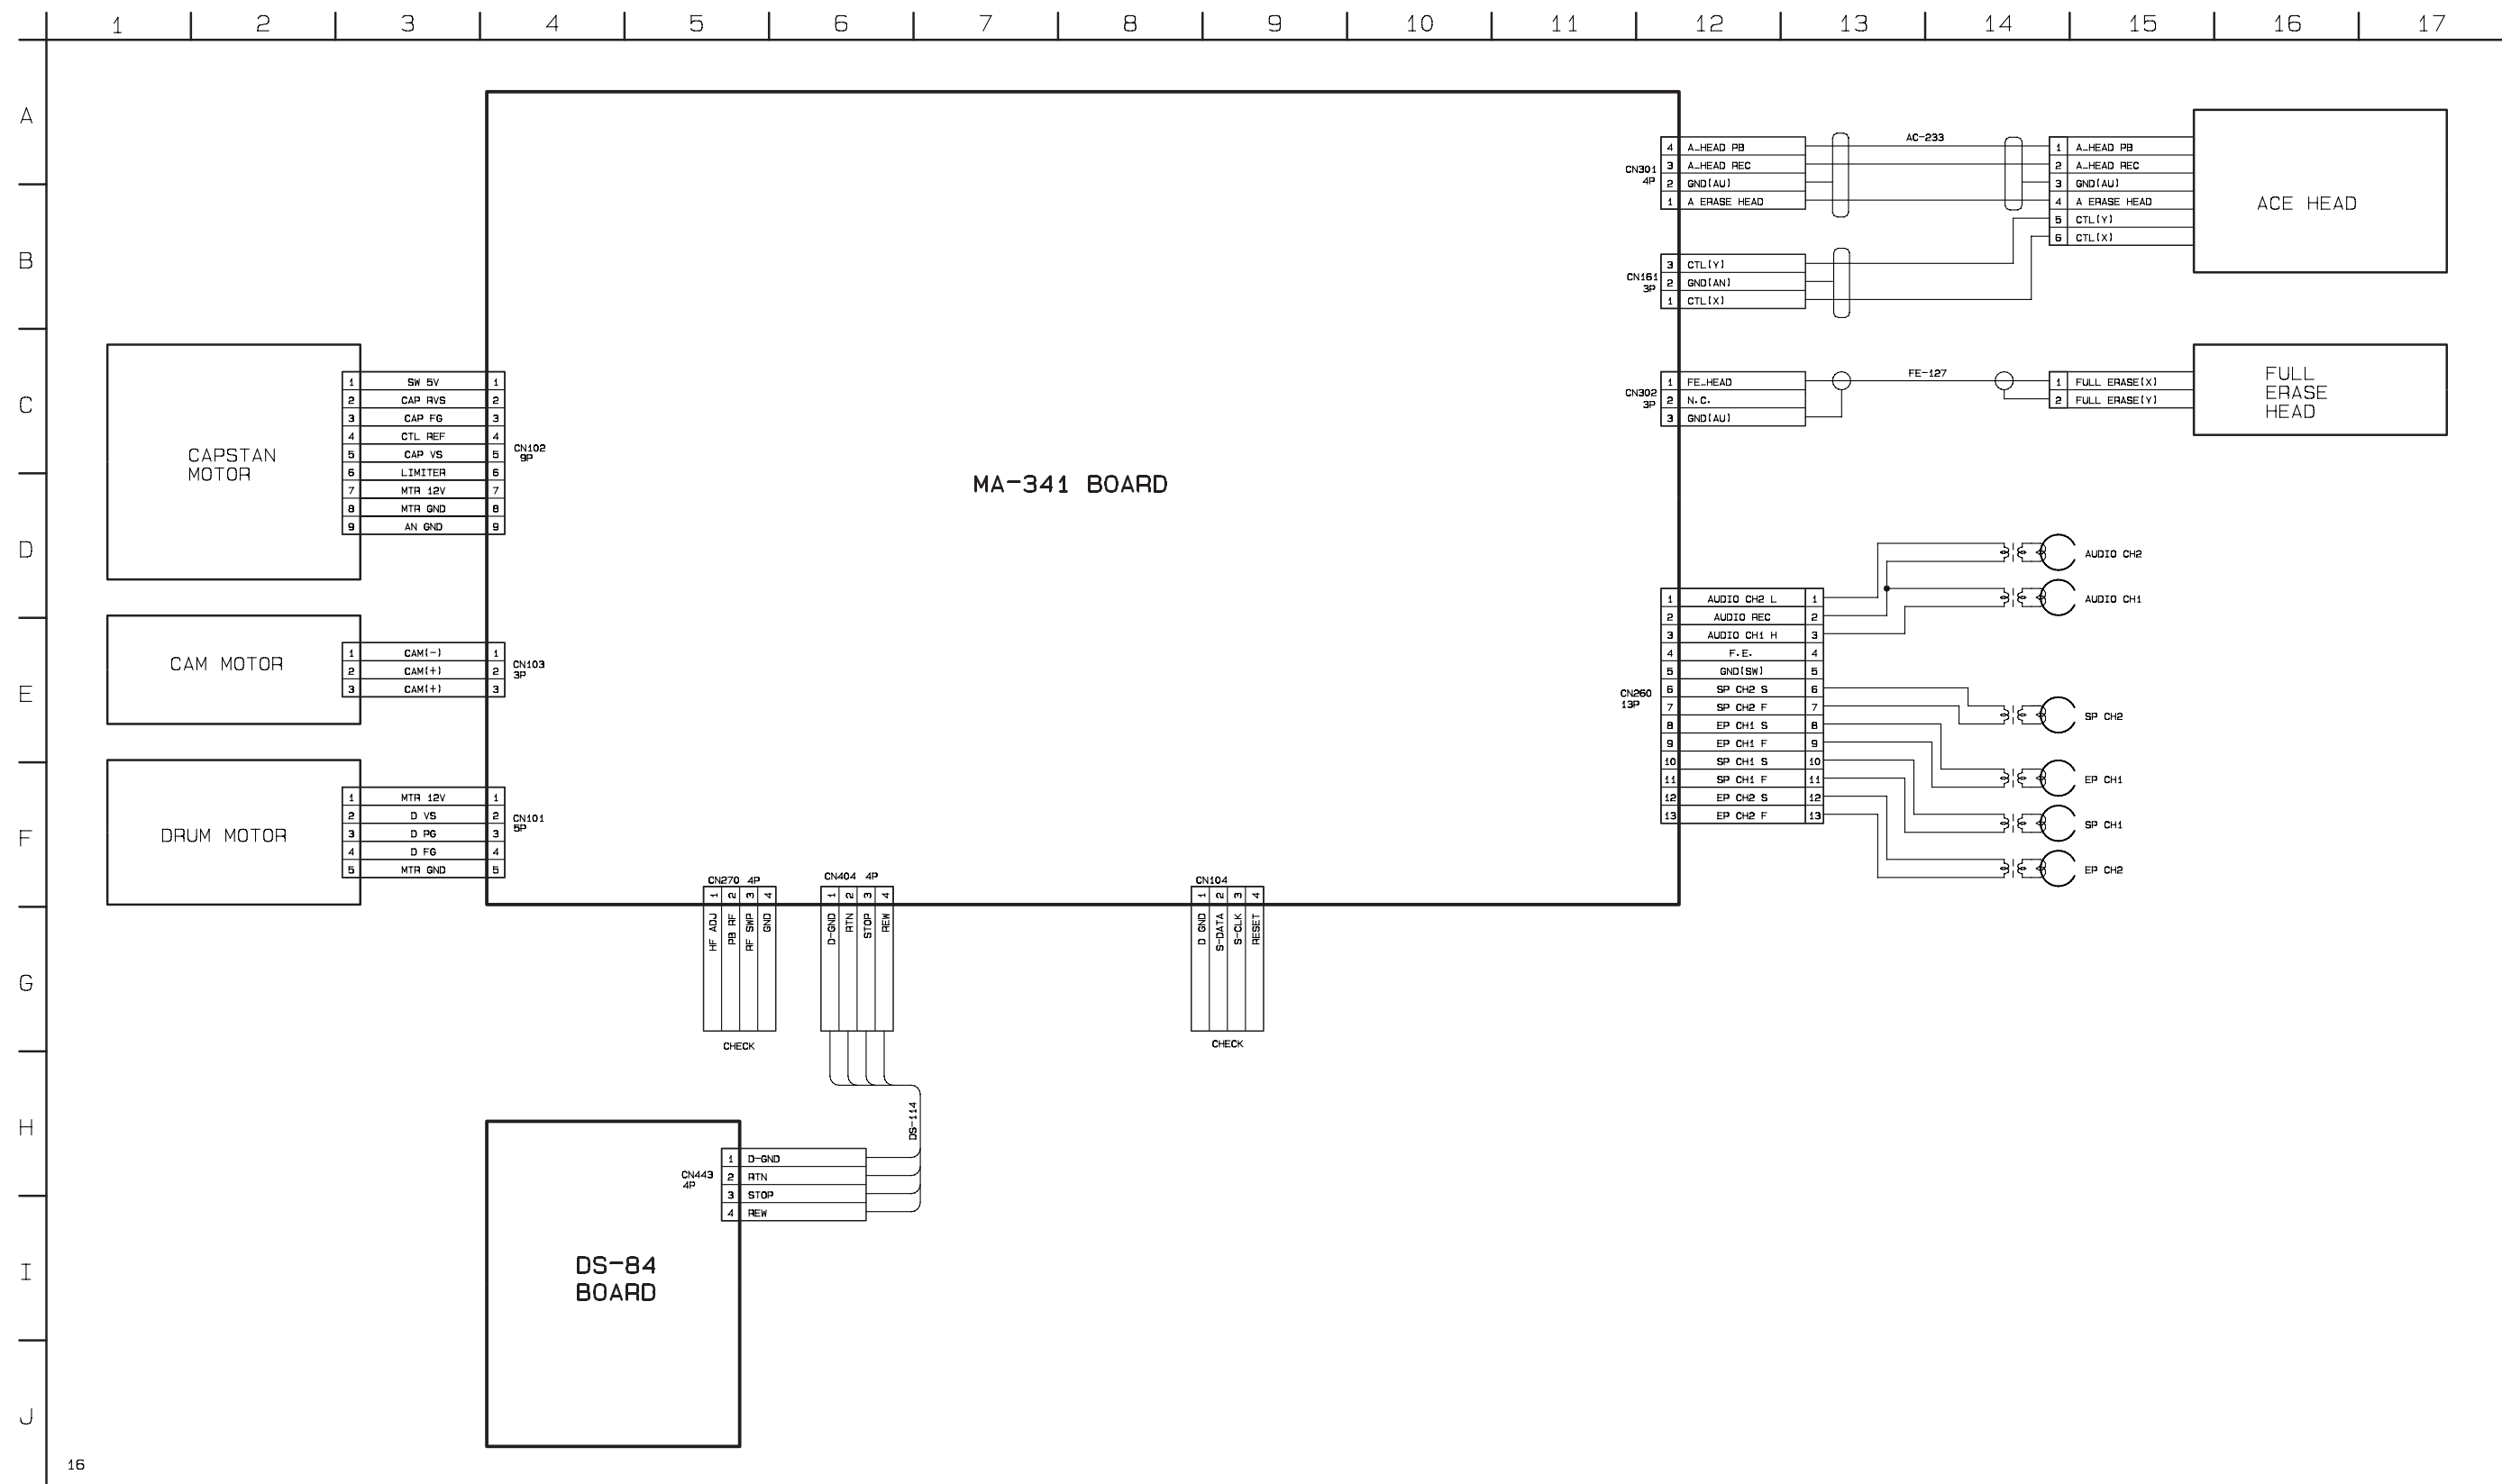 1 2 3 4 5 6 7 8 9 10 11 12 13 14 15 16 17
A
B
C
D
E
F
G
H
I
J
MA-341 BOARD
CN301
4P
4 A_HEAD PB
3 A_HEAD REC
2 GND(AU)
1 A ERASE HEAD
AC-233
1 A_HEAD PB
2 A_HEAD REC
3 GND(AU)
4 A ERASE HEAD
5 CTL(Y)
6 CTL(X)
ACE HEAD
CN161
3P
3 CTL(Y)
2 GND(AN)
1 CTL(X)
CN302
3P
1 FE_HEAD
2 N.C.
3 GND(AU)
FE-127
1 FULL ERASE(X)
2 FULL ERASE(Y)
FULL
ERASE
HEAD
CAPSTAN
MOTOR
1 SW 5V 1
2 CAP RVS 2
3 CAP FG 3
4 CTL REF 4
5 CAP VS 5
6 LIMITER 6
7 MTR 12V 7
8 MTR GND 8
9 AN GND 9
CN102
9P
CAM MOTOR
1 CAM(-) 1
2 CAM(+) 2
3 CAM(+) 3
CN103
3P
DRUM MOTOR
1 MTR 12V 1
2 D VS 2
3 D PG 3
4 D FG 4
5 MTR GND 5
CN101
5P
CN260
13P
1 AUDIO CH2 L 1
2 AUDIO REC 2
3 AUDIO CH1 H 3
4 F.E. 4
5 GND(SW) 5
6 SP CH2 S 6
7 SP CH2 F 7
8 EP CH1 S 8
9 EP CH1 F 9
10 SP CH1 S 10
11 SP CH1 F 11
12 EP CH2 S 12
13 EP CH2 F 13
AUDIO CH2
AUDIO CH1
SP CH2
EP CH1
SP CH1
EP CH2
CN270 4P
1 HF ADJ
2 PB RF
3 RF SWP
4 GND
CHECK
CN404 4P
1 D-GND
2 RTN
3 STOP
4 REW
CN104
1 D GND
2 S-DATA
3 S-CLK
4 RESET
CHECK
DS-114
CN443
4P
1 D-GND
2 RTN
3 STOP
4 REW
DS-84
BOARD
16